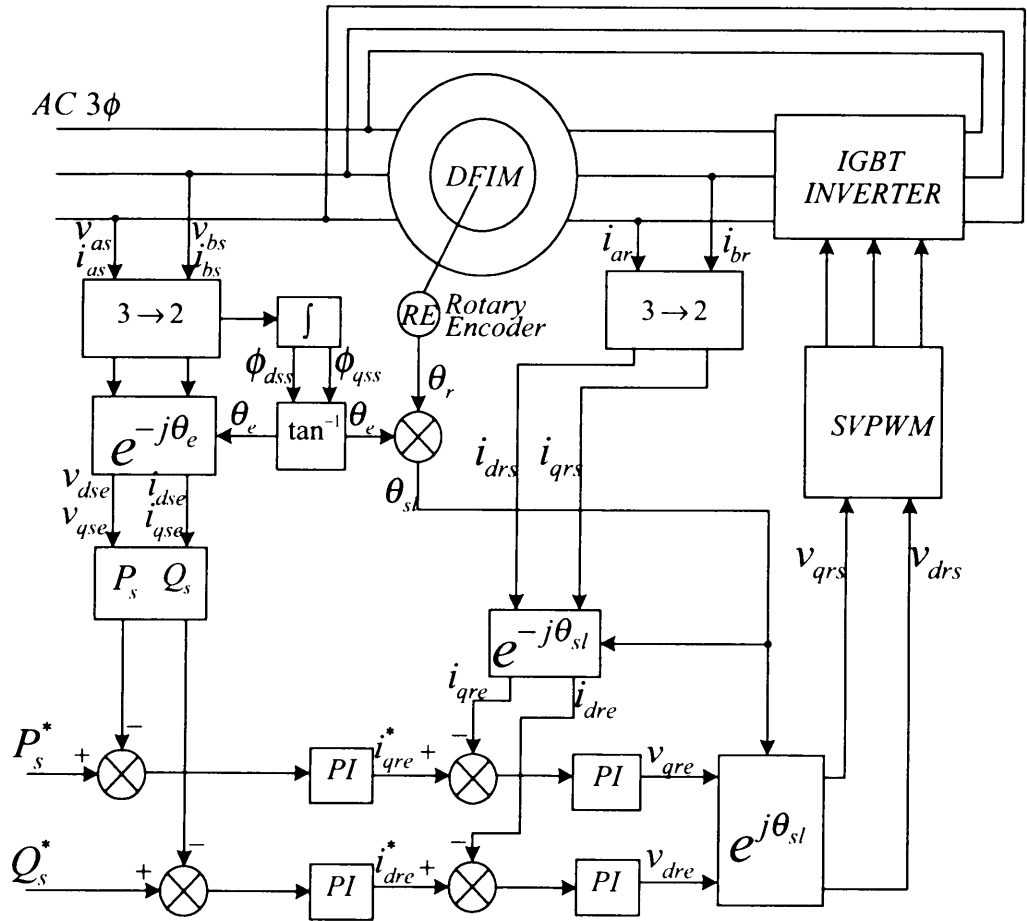 AC 3ϕ
DFIM
IGBT
INVERTER
v_as
i_as
v_bs
i_bs
i_ar
i_br
3 → 2
∫
RE
Rotary
Encoder
3 → 2
ϕ_dss
ϕ_qss
θ_r
θ_e
tan⁻¹
θ_e
e^{-jθ_e}
SVPWM
i_drs
i_qrs
v_dse
v_qse
i_dse
i_qse
θ_sl
v_qrs
v_drs
P_s
Q_s
e^{-jθ_sl}
i_qre
i_dre
P_s^*
+
−
PI
i_qre^*
+
−
PI
v_qre
e^{jθ_sl}
Q_s^*
+
−
PI
i_dre^*
+
−
PI
v_dre